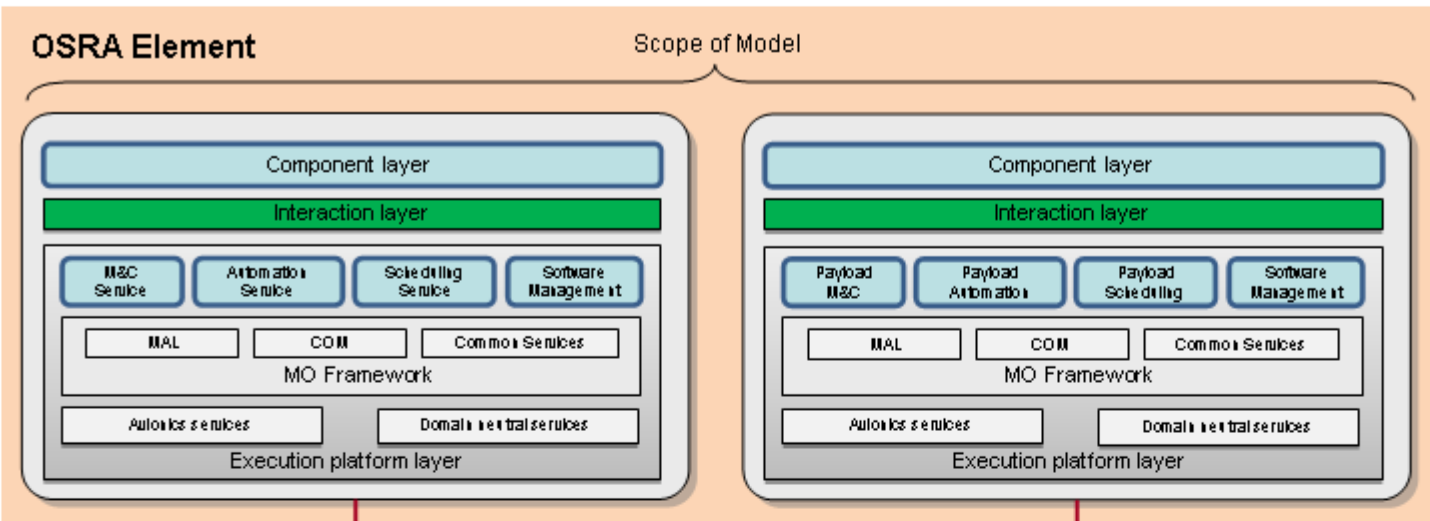 OSRA Element
Scope of Model
Component layer
Interaction layer
M&C
Service
Automation
Service
Scheduling
Service
Software
Management
MAL
COM
Common Services
MO Framework
Avionics services
Domain neutral services
Execution platform layer
Component layer
Interaction layer
Payload
M&C
Payload
Automation
Payload
Scheduling
Software
Management
MAL
COM
Common Services
MO Framework
Avionics services
Domain neutral services
Execution platform layer